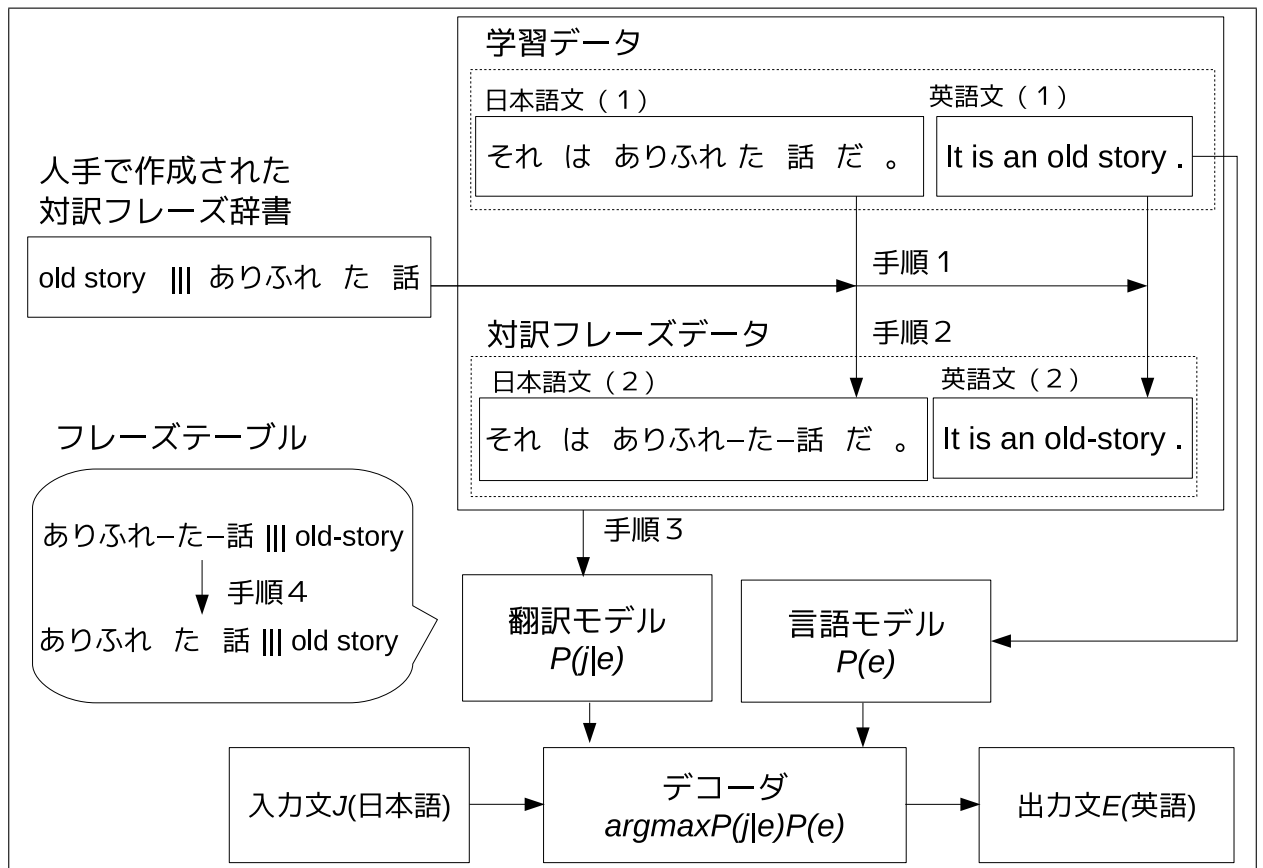 学習データ
日本語文（１）
英語文（１）
それ は ありふれ た 話 だ 。
It is an old story .
人手で作成された
対訳フレーズ辞書
old story ||| ありふれ た 話
手順１
対訳フレーズデータ
手順２
日本語文（２）
英語文（２）
それ は ありふれ−た−話 だ 。
It is an old-story .
フレーズテーブル
ありふれ−た−話 ||| old-story
手順４
ありふれ た 話 ||| old story
手順３
翻訳モデル
P(j|e)
言語モデル
P(e)
入力文J(日本語)
デコーダ
argmaxP(j|e)P(e)
出力文E(英語)